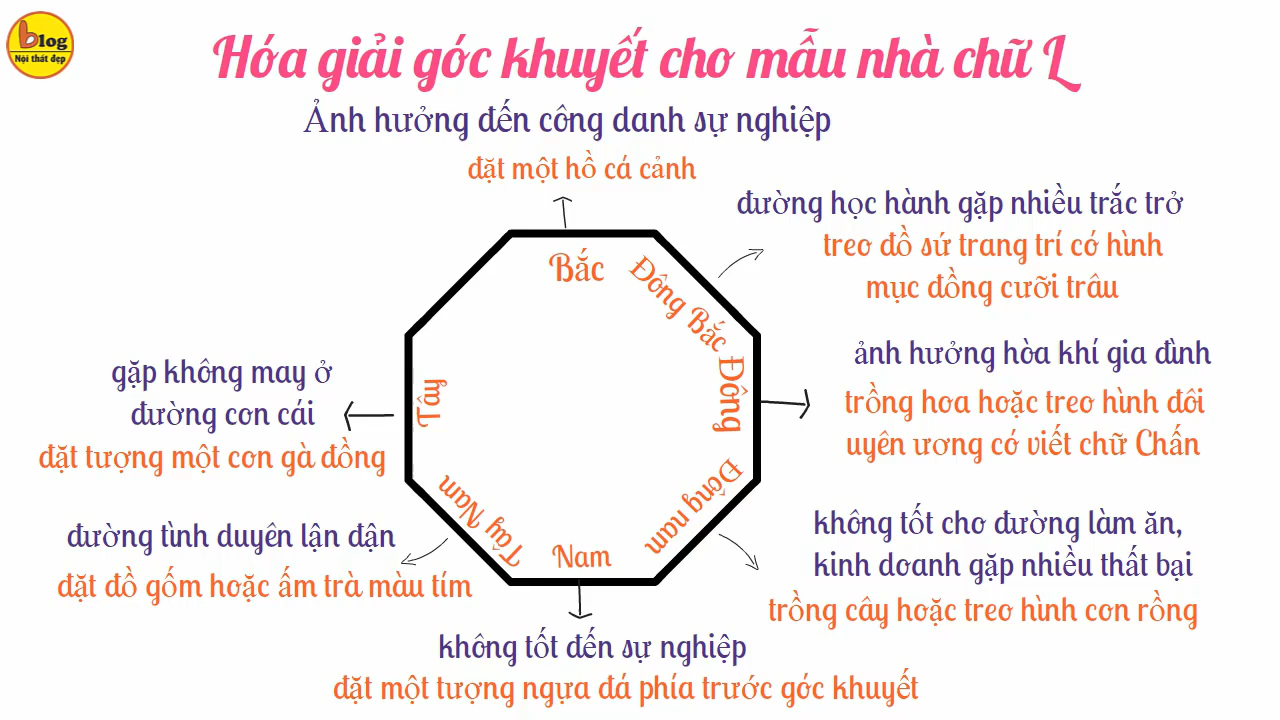 Blog
Nội thất đẹp
Hóa giải góc khuyết cho mẫu nhà chữ L
Ảnh hưởng đến công danh sự nghiệp
đặt một hồ cá cảnh
đường học hành gặp nhiều trắc trở
treo đồ sứ trang trí có hình
mục đồng cưỡi trâu
Bắc
Đông Bắc
Đông
ảnh hưởng hòa khí gia đình
trồng hoa hoặc treo hình đôi
uyên ương có viết chữ Chấn
gặp không may ở
đường con cái
đặt tượng một con gà đồng
Tây
Đông nam
không tốt cho đường làm ăn,
kinh doanh gặp nhiều thất bại
trồng cây hoặc treo hình con rồng
đường tình duyên lận đận
đặt đồ gốm hoặc ấm trà màu tím
Tây Nam
Nam
không tốt đến sự nghiệp
đặt một tượng ngựa đá phía trước góc khuyết